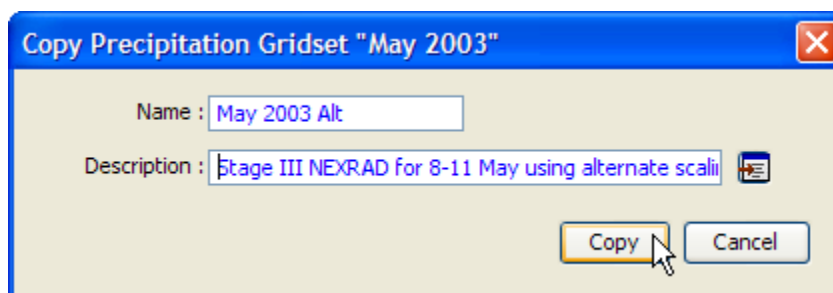 Copy Precipitation Gridset "May 2003"
Name : May 2003 Alt
Description : Stage III NEXRAD for 8-11 May using alternate scalin
Copy Cancel